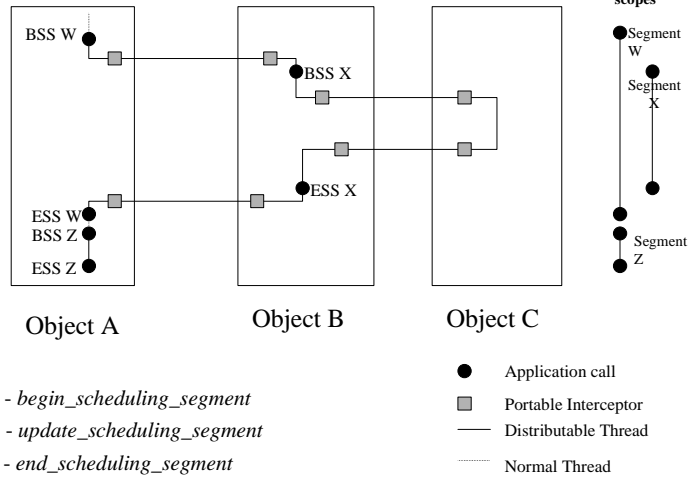 scopes
BSS W
Segment
W
BSS X
Segment
X
ESS X
ESS W
BSS Z
Segment
Z
ESS Z
Object A
Object B
Object C
Application call
- begin_scheduling_segment
Portable Interceptor
- update_scheduling_segment
Distributable Thread
- end_scheduling_segment
Normal Thread